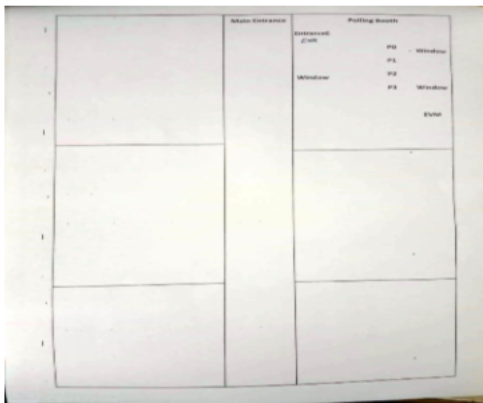 Main Entrance
Polling Booth
Entrance&
/Exit
P0
Window
P1
Window
P2
P3
Window
EVM